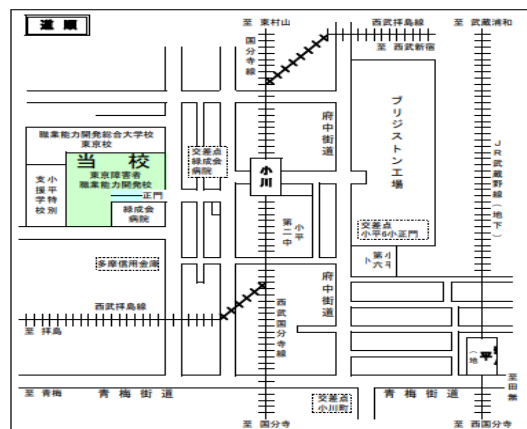 道順
至 東村山
国分寺線
西武拝島線
至 西武新宿
至 武蔵浦和
職業能力開発総合大学校
東京校
当校
東京障害者
職業能力開発校
正門
小平特別
支援学校
緑成会
病院
交差点
緑成会
病院
府中街道
小川
ブリジストン工場
JR武蔵野線(地下)
小平
第二中
交差点
小平6小正門
多摩信用金庫
府中街道
西武拝島線
至 拝島
西武国分寺線
至 青梅
青梅街道
交差点
小川町
青梅街道
至 田無
至 国分寺
至 西国分寺